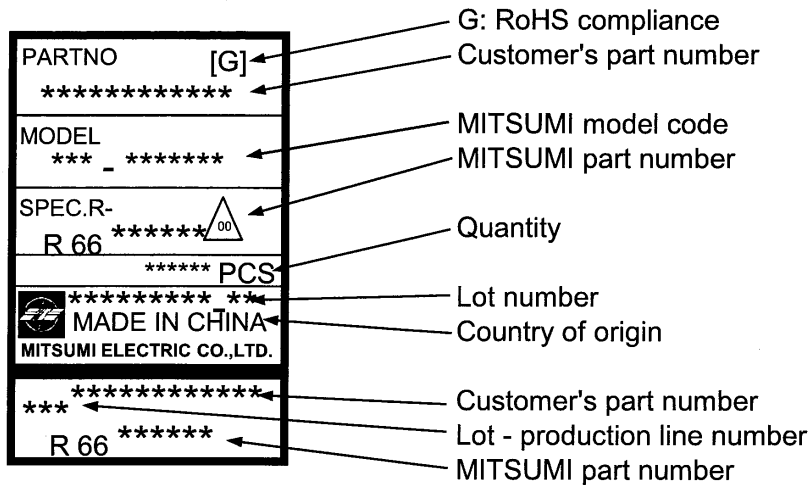 G: RoHS compliance
PARTNO [G]
Customer's part number
************
MODEL
MITSUMI model code
*** - *******
MITSUMI part number
SPEC.R-
R 66 ****** 00
Quantity
****** PCS
********* - **
Lot number
MADE IN CHINA
Country of origin
MITSUMI ELECTRIC CO.,LTD.
************
Customer's part number
***
Lot - production line number
R 66 ******
MITSUMI part number